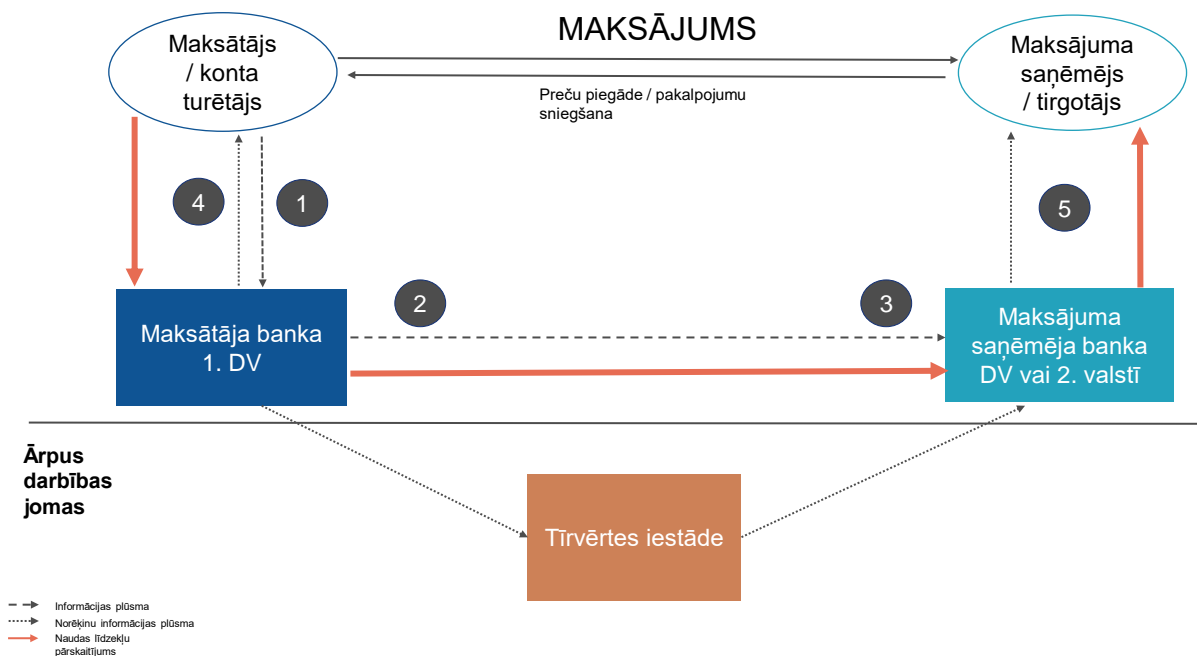 MAKSĀJUMS
Maksātājs
/ konta
turētājs
Maksājuma
saņēmējs
/ tirgotājs
Preču piegāde / pakalpojumu
sniegšana
4
1
5
2
3
Maksātāja banka
1. DV
Maksājuma
saņēmēja banka
DV vai 2. valstī
Ārpus
darbības
jomas
Tīrvērtes iestāde
Informācijas plūsma
Norēķinu informācijas plūsma
Naudas līdzekļu
pārskaitījums